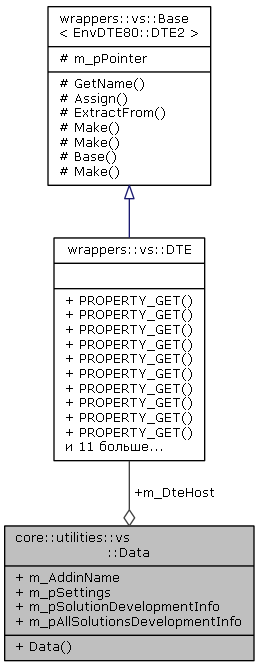 wrappers::vs::Base
< EnvDTE80::DTE2 >
# m_pPointer
# GetName()
# Assign()
# ExtractFrom()
# Make()
# Make()
# Base()
# Make()
wrappers::vs::DTE
+ PROPERTY_GET()
+ PROPERTY_GET()
+ PROPERTY_GET()
+ PROPERTY_GET()
+ PROPERTY_GET()
+ PROPERTY_GET()
+ PROPERTY_GET()
+ PROPERTY_GET()
+ PROPERTY_GET()
+ PROPERTY_GET()
и 11 больше...
+m_DteHost
core::utilities::vs
::Data
+ m_AddinName
+ m_pSettings
+ m_pSolutionDevelopmentInfo
+ m_pAllSolutionsDevelopmentInfo
+ Data()